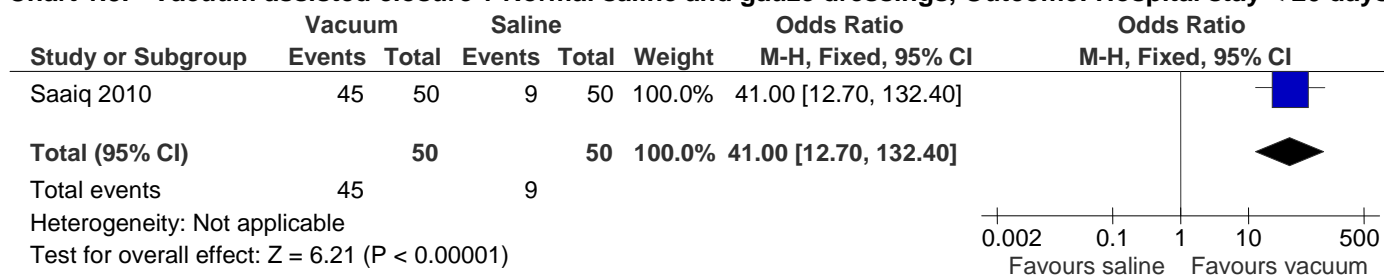 Vacuum Saline Odds Ratio Odds Ratio
Study or Subgroup Events Total Events Total Weight M-H, Fixed, 95% CI M-H, Fixed, 95% CI
Saaiq 2010 45 50 9 50 100.0% 41.00 [12.70, 132.40]
Total (95% CI) 50 50 100.0% 41.00 [12.70, 132.40]
Total events 45 9
Heterogeneity: Not applicable
Test for overall effect: Z = 6.21 (P < 0.00001)
0.002 0.1 1 10 500
Favours saline Favours vacuum